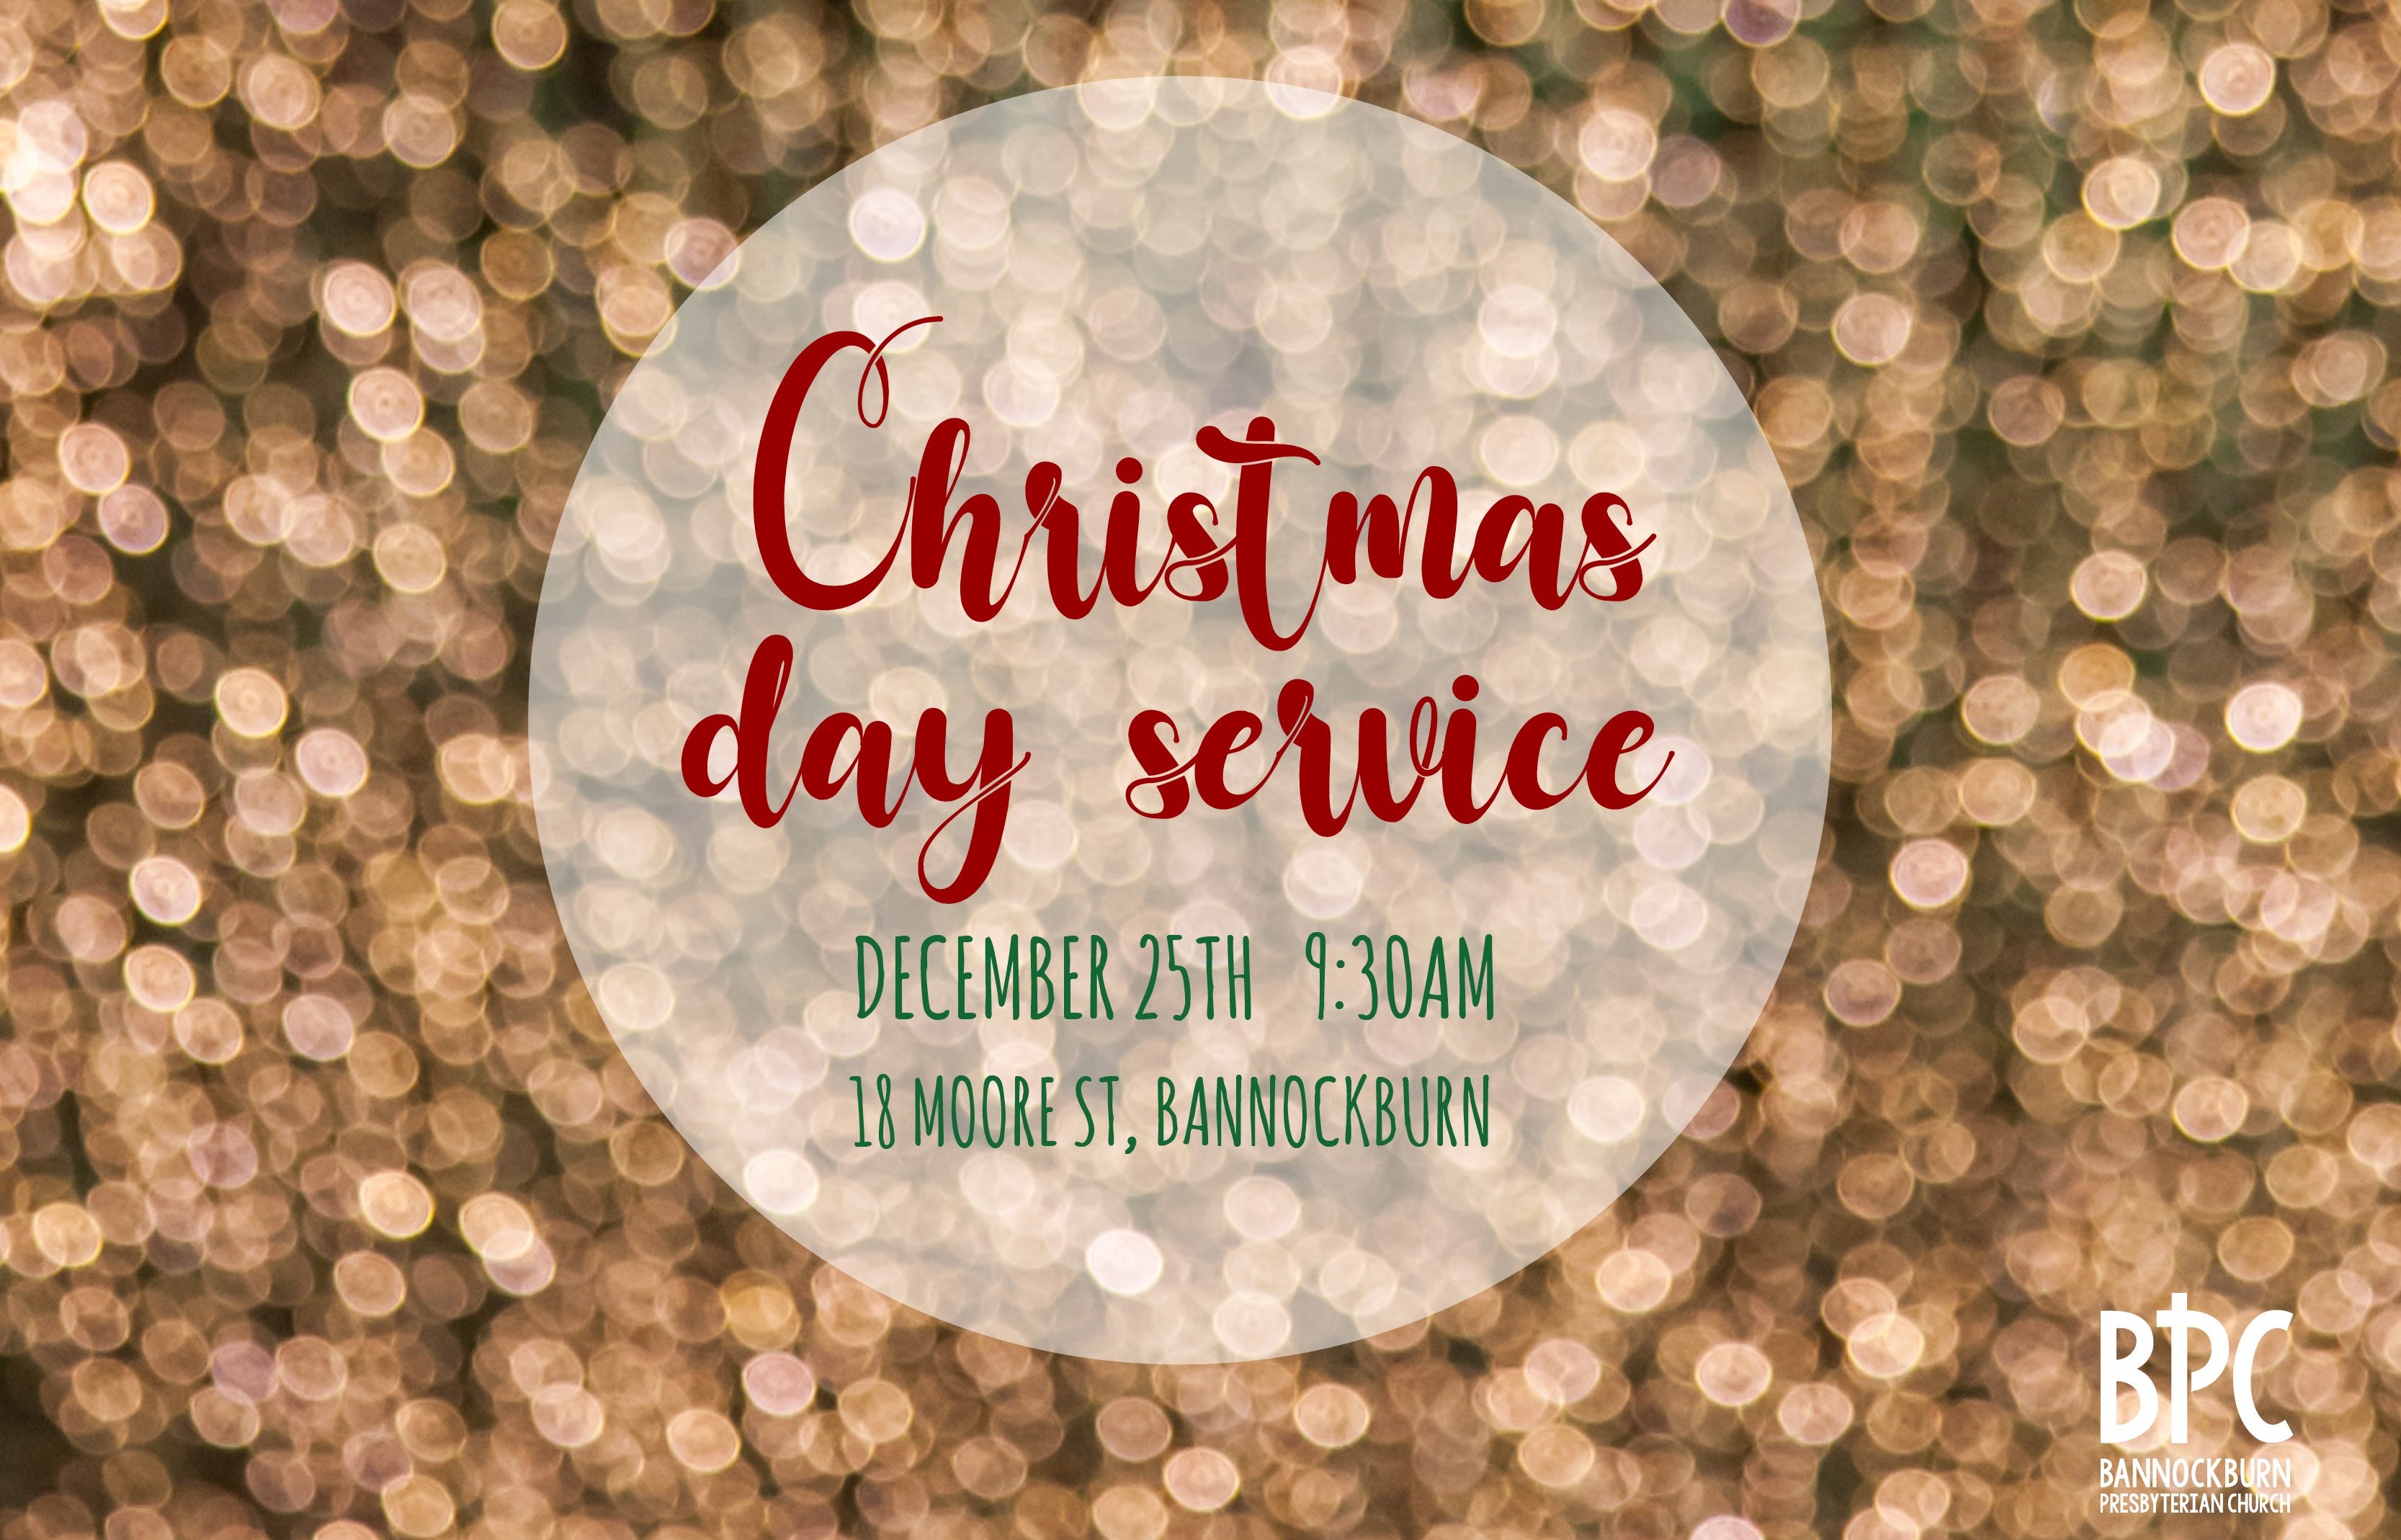 Christmas
day service
DECEMBER 25TH 9:30AM
18 MOORE ST, BANNOCKBURN
BPC
BANNOCKBURN
PRESBYTERIAN CHURCH